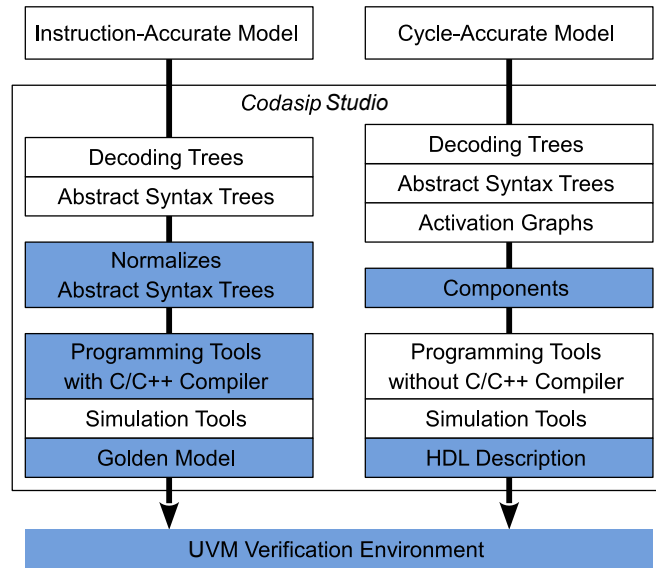 Instruction-Accurate Model
Cycle-Accurate Model
Codasip Studio
Decoding Trees
Abstract Syntax Trees
Normalizes
Abstract Syntax Trees
Programming Tools
with C/C++ Compiler
Simulation Tools
Golden Model
Decoding Trees
Abstract Syntax Trees
Activation Graphs
Components
Programming Tools
without C/C++ Compiler
Simulation Tools
HDL Description
UVM Verification Environment